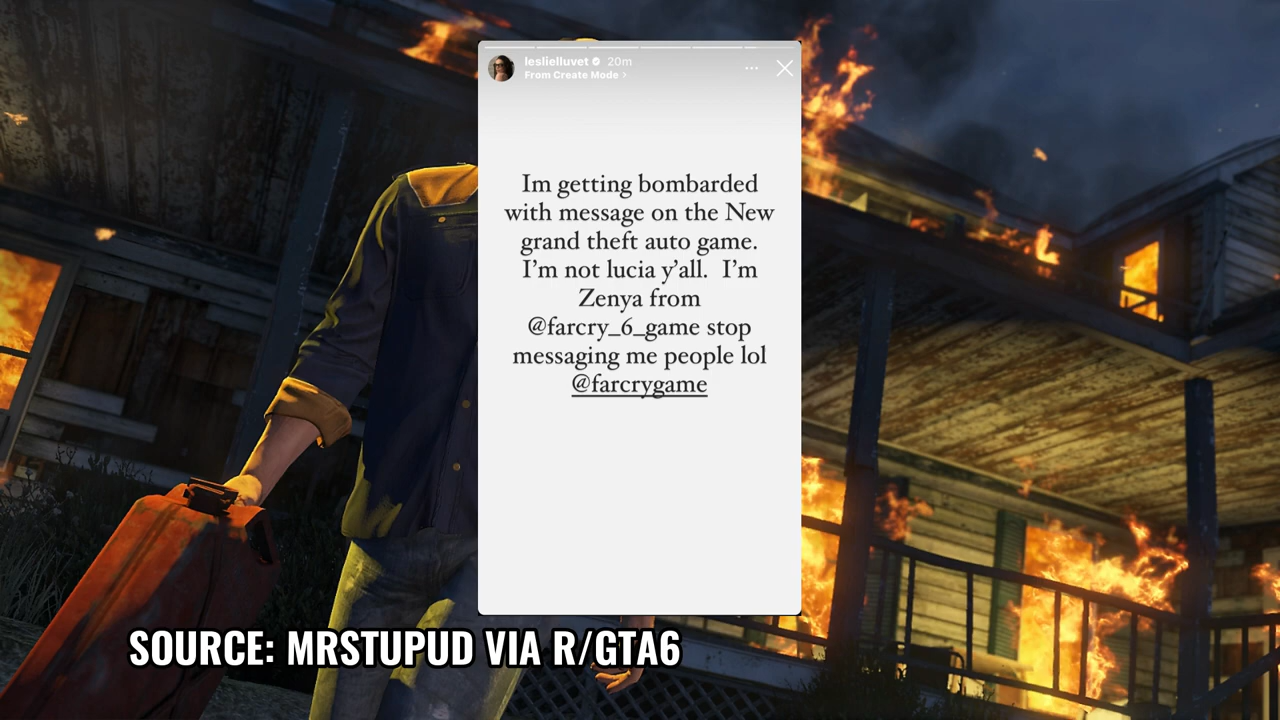 leslielluvet 20m
From Create Mode ›
Im getting bombarded
with message on the New
grand theft auto game.
I'm not lucia y'all.  I'm
Zenya from
@farcry_6_game stop
messaging me people lol
@farcrygame
SOURCE: MRSTUPUD VIA R/GTA6